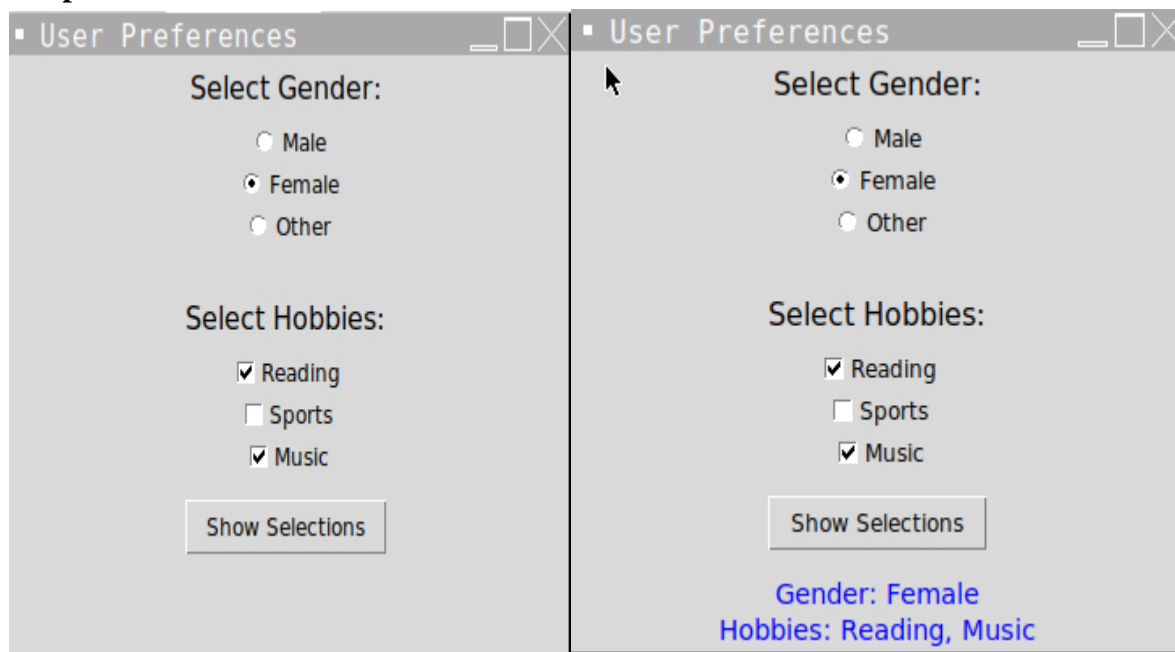 User Preferences
Select Gender:
Male
Female
Other
Select Hobbies:
Reading
Sports
Music
Show Selections
User Preferences
Select Gender:
Male
Female
Other
Select Hobbies:
Reading
Sports
Music
Show Selections
Gender: Female
Hobbies: Reading, Music